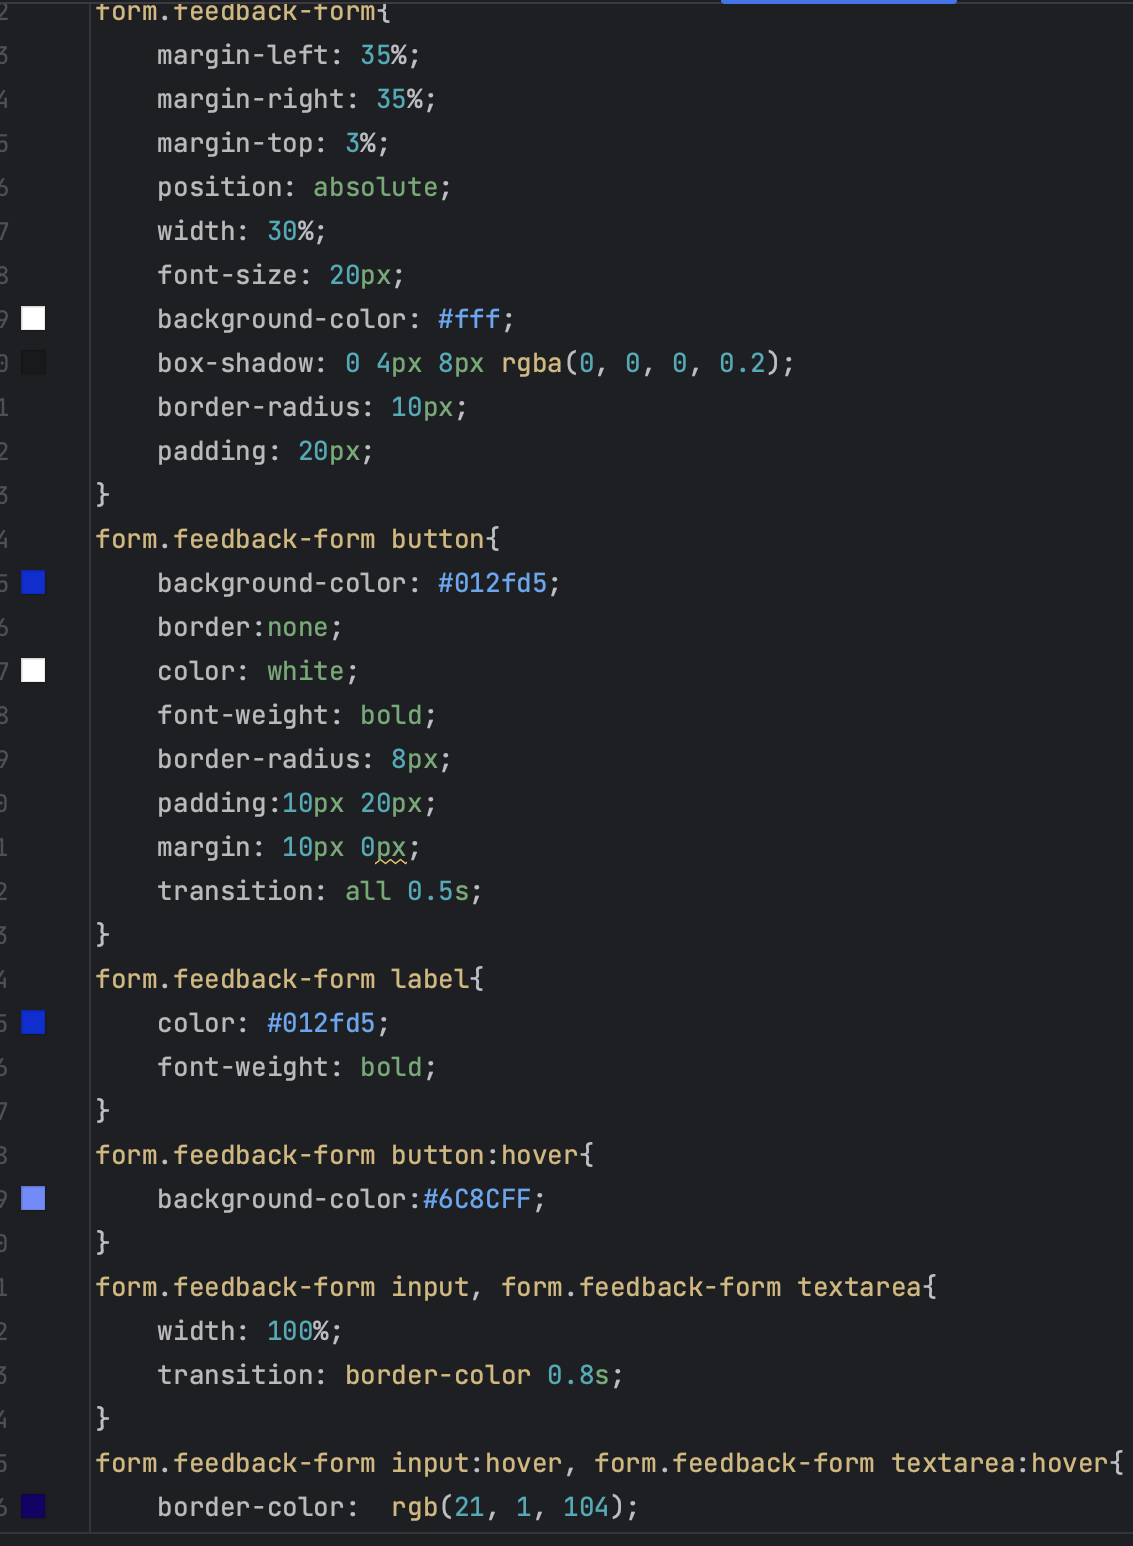 form.feedback-form{
    margin-left: 35%;
    margin-right: 35%;
    margin-top: 3%;
    position: absolute;
    width: 30%;
    font-size: 20px;
    background-color: #fff;
    box-shadow: 0 4px 8px rgba(0, 0, 0, 0.2);
    border-radius: 10px;
    padding: 20px;
}
form.feedback-form button{
    background-color: #012fd5;
    border:none;
    color: white;
    font-weight: bold;
    border-radius: 8px;
    padding:10px 20px;
    margin: 10px 0px;
    transition: all 0.5s;
}
form.feedback-form label{
    color: #012fd5;
    font-weight: bold;
}
form.feedback-form button:hover{
    background-color:#6C8CFF;
}
form.feedback-form input, form.feedback-form textarea{
    width: 100%;
    transition: border-color 0.8s;
}
form.feedback-form input:hover, form.feedback-form textarea:hover{
    border-color:  rgb(21, 1, 104);